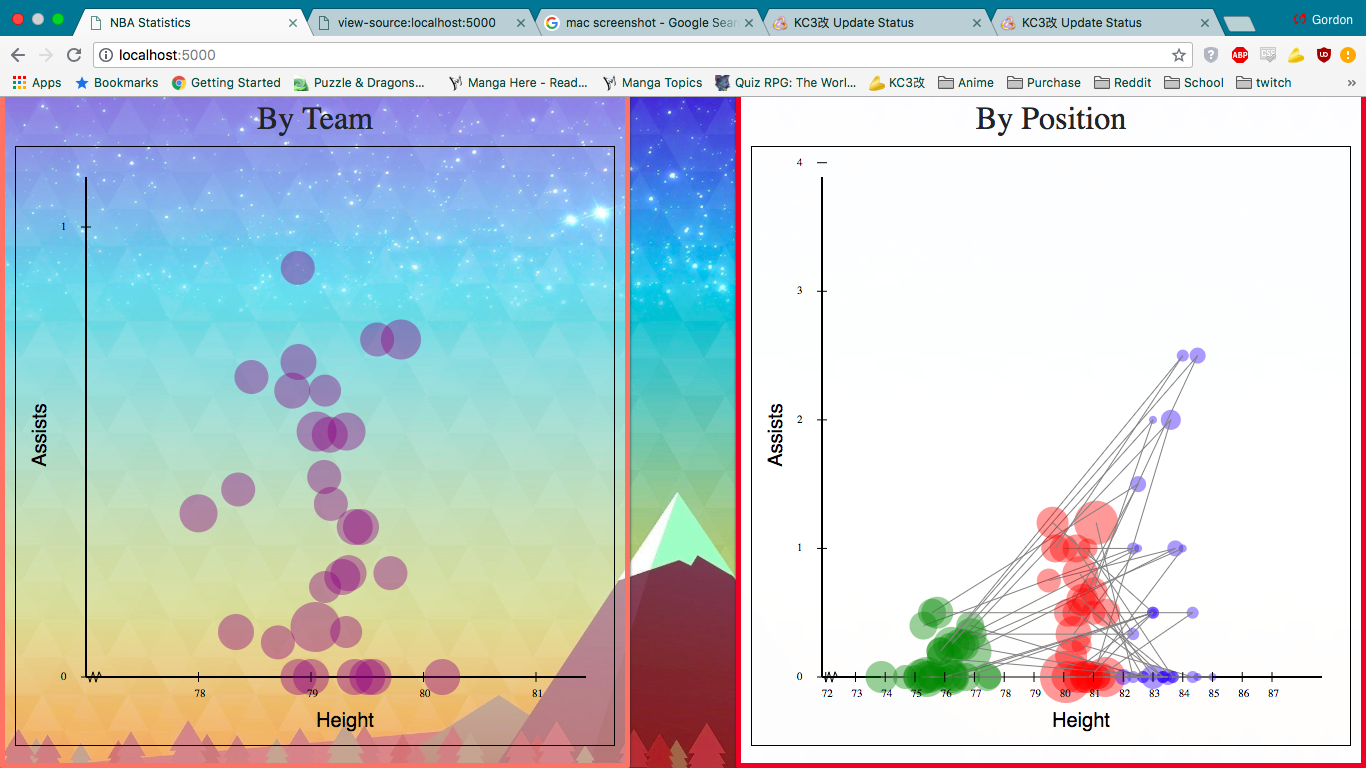 NBA Statistics
view-source:localhost:5000
mac screenshot - Google Sear
KC3改 Update Status
KC3改 Update Status
Gordon
localhost:5000
ABP
Apps
Bookmarks
Getting Started
Puzzle & Dragons...
Manga Here - Read...
Manga Topics
Quiz RPG: The Worl...
KC3改
Anime
Purchase
Reddit
School
twitch
»
By Team
1
Assists
0
78 79 80 81
Height
By Position
4
3
2
1
Assists
0
72 73 74 75 76 77 78 79 80 81 82 83 84 85 86 87
Height